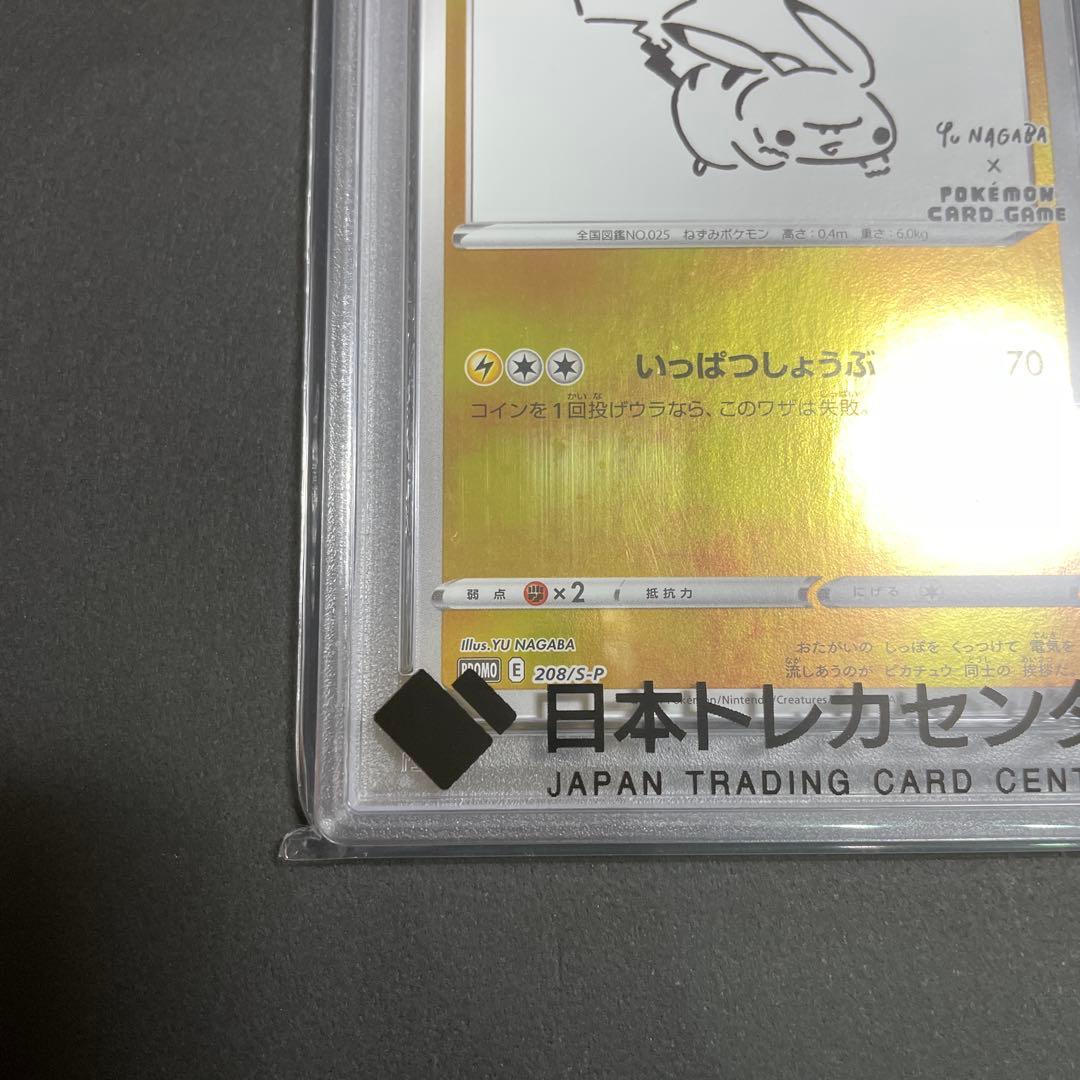 YU NAGABA
×
POKÉMON
CARD GAME
全国図鑑NO.025 ねずみポケモン 高さ:0.4m 重さ:6.0kg
いっぱつしょうぶ 70
コインを1回投げウラなら、このワザは失敗。
弱点 ×2 抵抗力 にげる
Illus.YU NAGABA
おたがいの しっぽを くっつけて 電気を
PROMO E 208/S-P
流しあうのが ピカチュウ 同士の 挨拶だ
Pokémon/Nintendo/Creatures
日本トレカセンタ
JAPAN TRADING CARD CENT